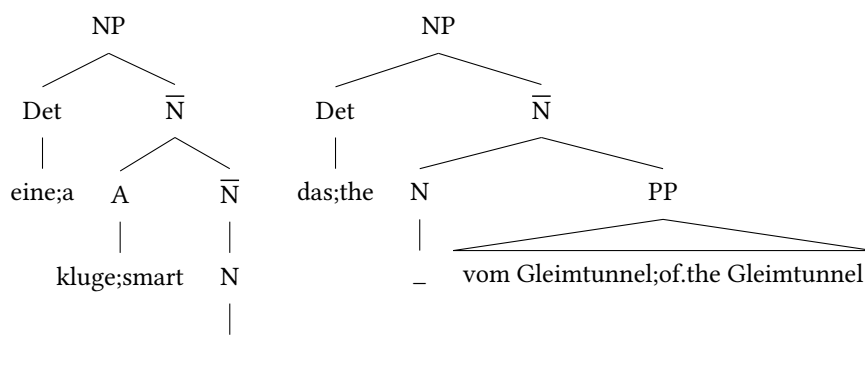 NP NP
Det N̅ Det N̅
eine;a A N̅ das;the N PP
kluge;smart N _ vom Gleimtunnel;of.the Gleimtunnel